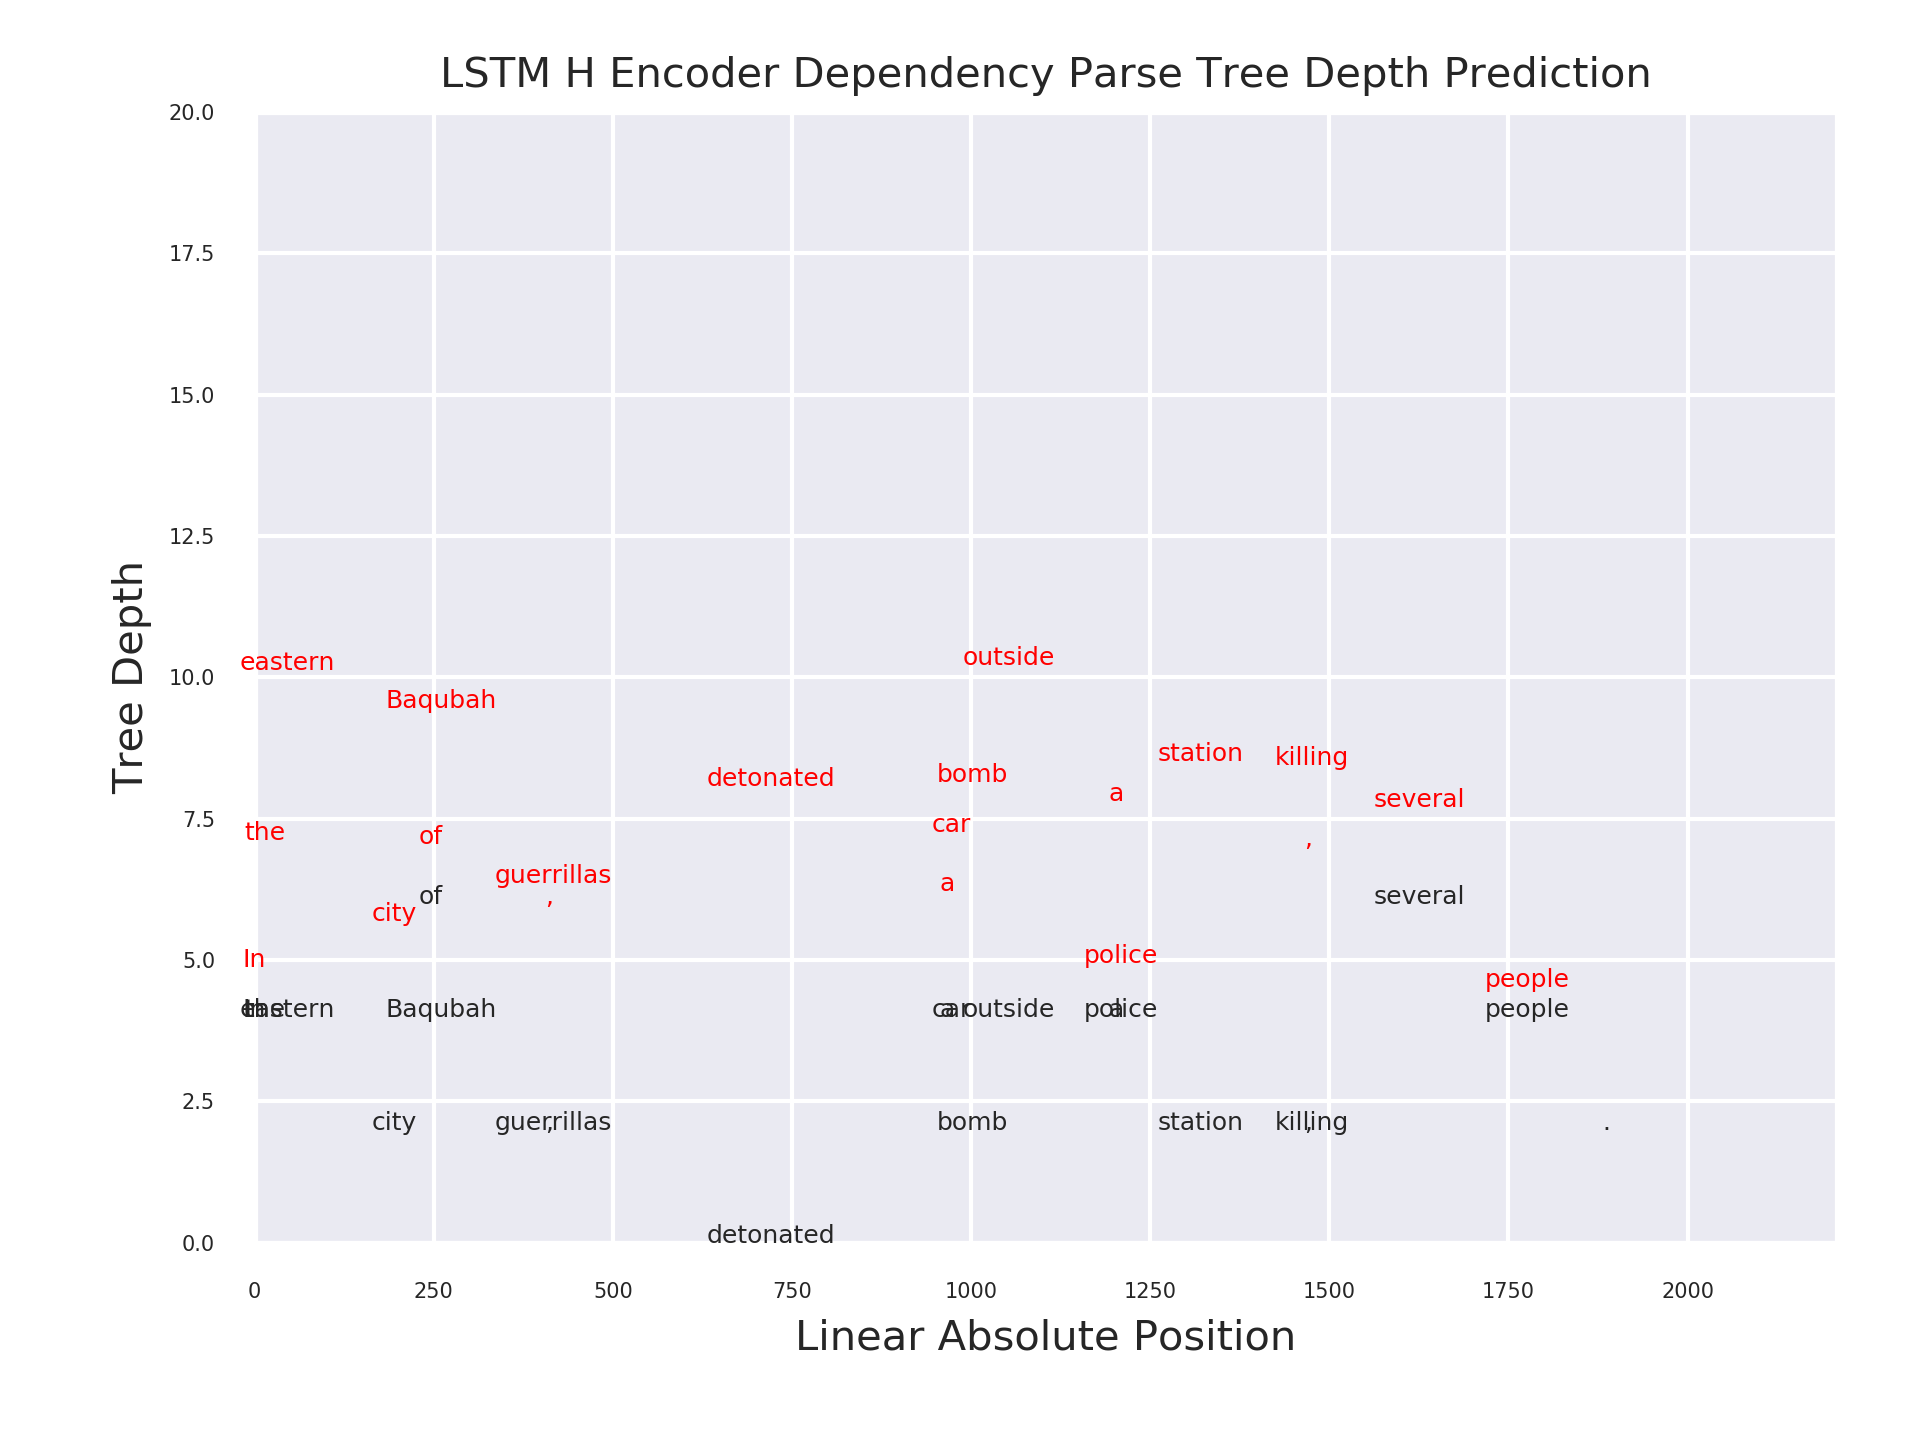 LSTM H Encoder Dependency Parse Tree Depth Prediction
20.0
17.5
15.0
12.5
10.0
7.5
5.0
2.5
0.0
Tree Depth
eastern outside
Baqubah
station killing
detonated bomb
a several
the of car ,
guerrillas a
of , several
city
In police
people
In the eastern Baqubah car a outside police a people
city guerrillas , bomb station killing , .
detonated
0 250 500 750 1000 1250 1500 1750 2000
Linear Absolute Position